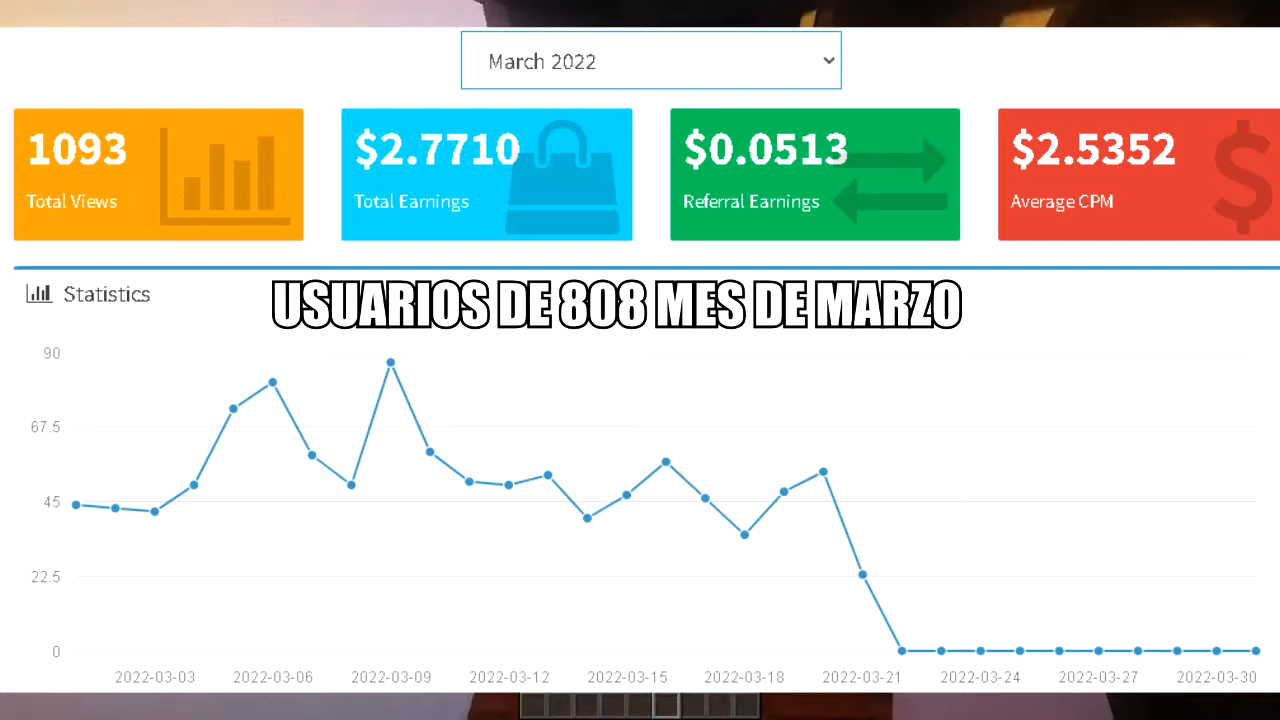 March 2022
1093
Total Views
$2.7710
Total Earnings
$0.0513
Referral Earnings
$2.5352
Average CPM
Statistics
USUARIOS DE 808 MES DE MARZO
90
67.5
45
22.5
0
2022-03-03 2022-03-06 2022-03-09 2022-03-12 2022-03-15 2022-03-18 2022-03-21 2022-03-24 2022-03-27 2022-03-30